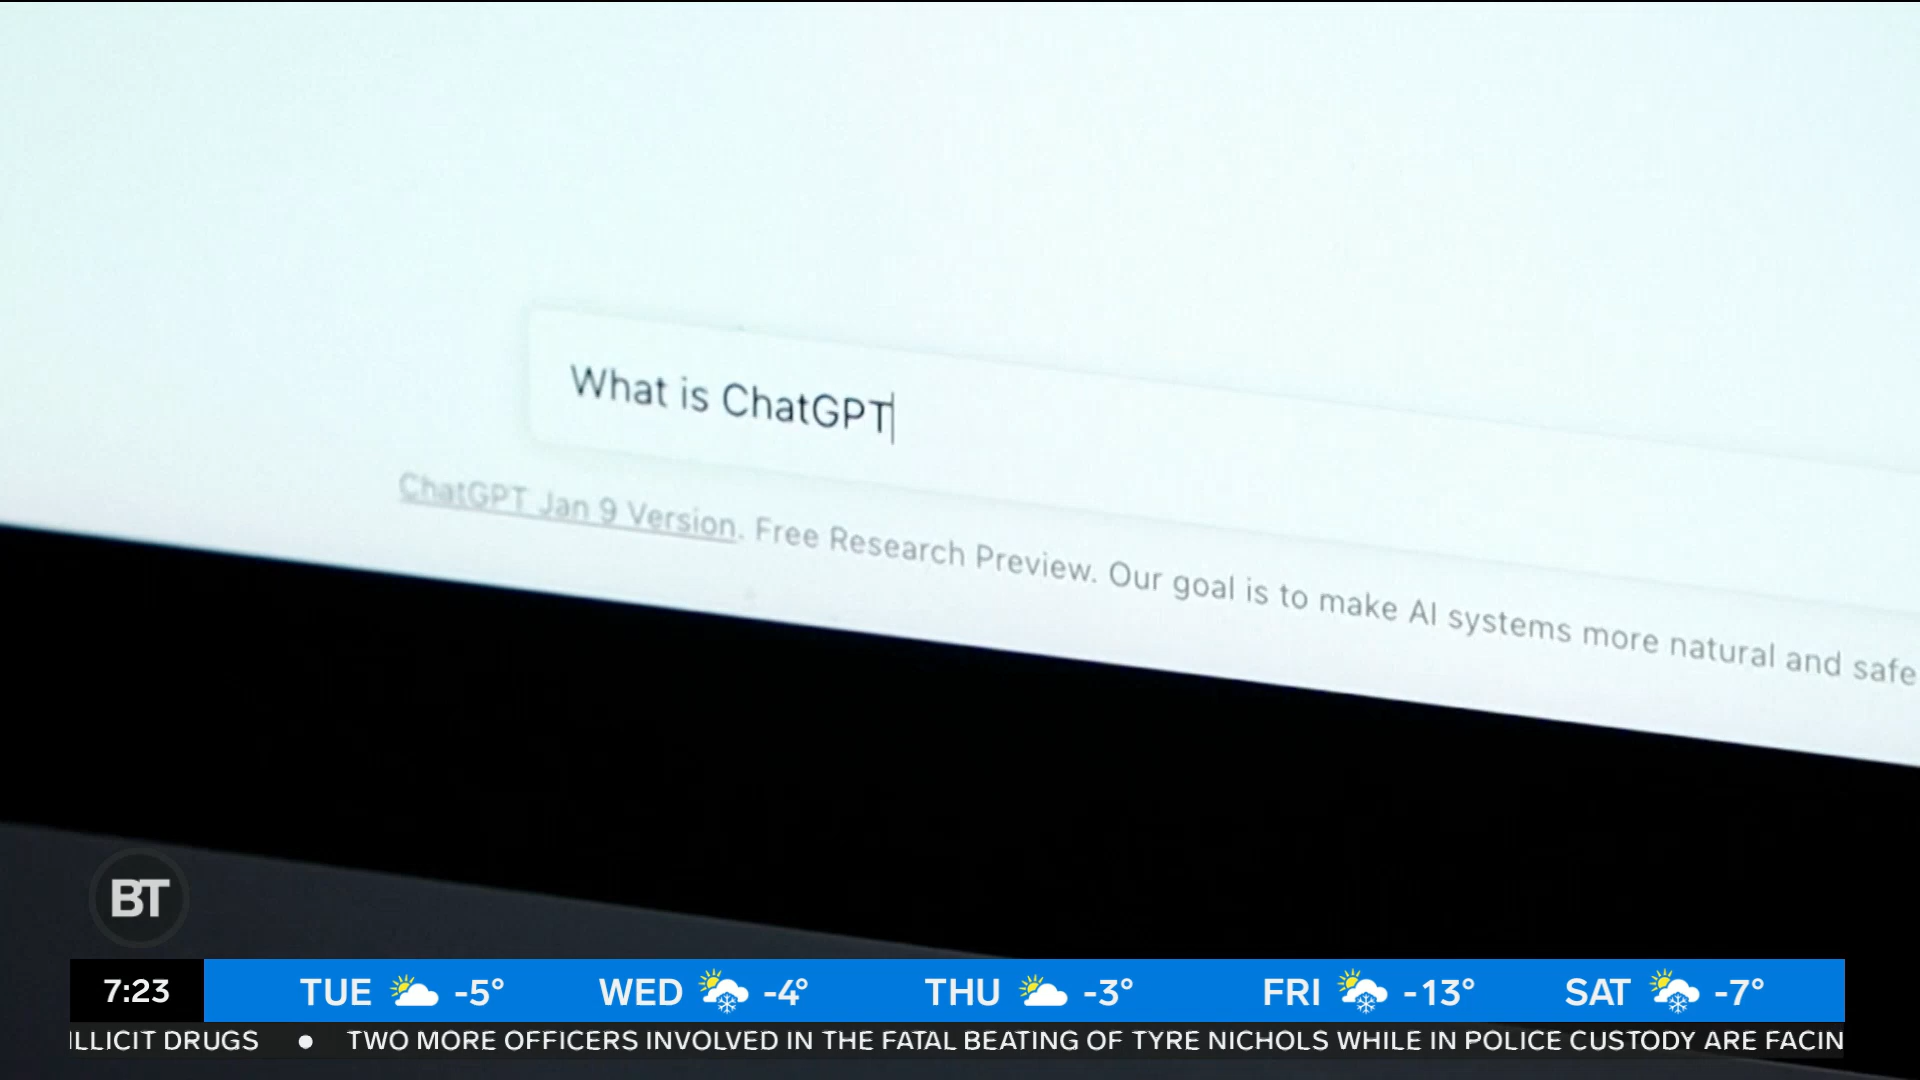 What is ChatGPT
ChatGPT Jan 9 Version. Free Research Preview. Our goal is to make AI systems more natural and safe
BT
7:23 TUE -5° WED -4° THU -3° FRI -13° SAT -7°
ILLICIT DRUGS ● TWO MORE OFFICERS INVOLVED IN THE FATAL BEATING OF TYRE NICHOLS WHILE IN POLICE CUSTODY ARE FACIN